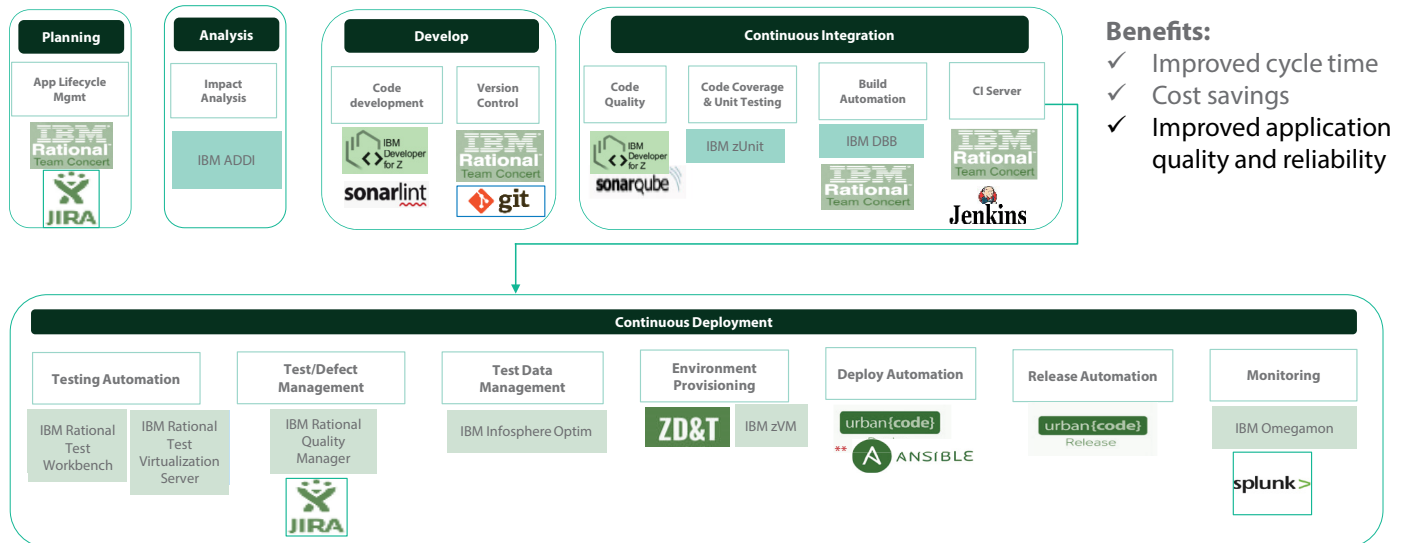 Planning
App Lifecycle
Mgmt
IBM
Rational
Team Concert
JIRA
Analysis
Impact
Analysis
IBM ADDI
Develop
Code
development
IBM
Developer
for Z
sonarlint
Version
Control
IBM
Rational
Team Concert
git
Continuous Integration
Code
Quality
IBM
Developer
for Z
sonarqube
Code Coverage
& Unit Testing
IBM zUnit
Build
Automation
IBM DBB
IBM
Rational
Team Concert
CI Server
IBM
Rational
Team Concert
Jenkins
Benefits:
✓ Improved cycle time
✓ Cost savings
✓ Improved application
quality and reliability
Continuous Deployment
Testing Automation
IBM Rational
Test
Workbench
IBM Rational
Test
Virtualization
Server
Test/Defect
Management
IBM Rational
Quality
Manager
JIRA
Test Data
Management
IBM Infosphere Optim
Environment
Provisioning
ZD&T
IBM zVM
Deploy Automation
urban{code}
** ANSIBLE
Release Automation
urban{code}
Release
Monitoring
IBM Omegamon
splunk>